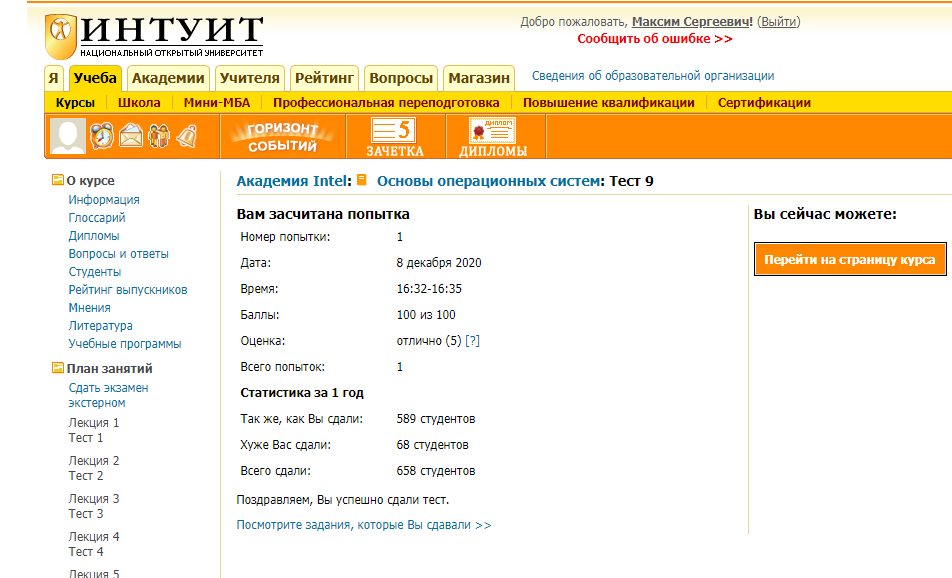 ИНТУИТ
НАЦИОНАЛЬНЫЙ ОТКРЫТЫЙ УНИВЕРСИТЕТ
Добро пожаловать, Максим Сергеевич! (Выйти)
Сообщить об ошибке >>
Я Учеба Академии Учителя Рейтинг Вопросы Магазин Сведения об образовательной организации
Курсы Школа Мини-МБА Профессиональная переподготовка Повышение квалификации Сертификации
ГОРИЗОНТ
СОБЫТИЙ
5
ЗАЧЕТКА
ДИПЛОМ
ДИПЛОМЫ
О курсе
Информация
Глоссарий
Дипломы
Вопросы и ответы
Студенты
Рейтинг выпускников
Мнения
Литература
Учебные программы
План занятий
Сдать экзамен
экстерном
Лекция 1
Тест 1
Лекция 2
Тест 2
Лекция 3
Тест 3
Лекция 4
Тест 4
Лекция 5
Академия Intel: Основы операционных систем: Тест 9
Вам засчитана попытка
Номер попытки: 1
Дата: 8 декабря 2020
Время: 16:32-16:35
Баллы: 100 из 100
Оценка: отлично (5) [?]
Всего попыток: 1
Статистика за 1 год
Так же, как Вы сдали: 589 студентов
Хуже Вас сдали: 68 студентов
Всего сдали: 658 студентов
Поздравляем, Вы успешно сдали тест.
Посмотрите задания, которые Вы сдавали >>
Вы сейчас можете:
Перейти на страницу курса